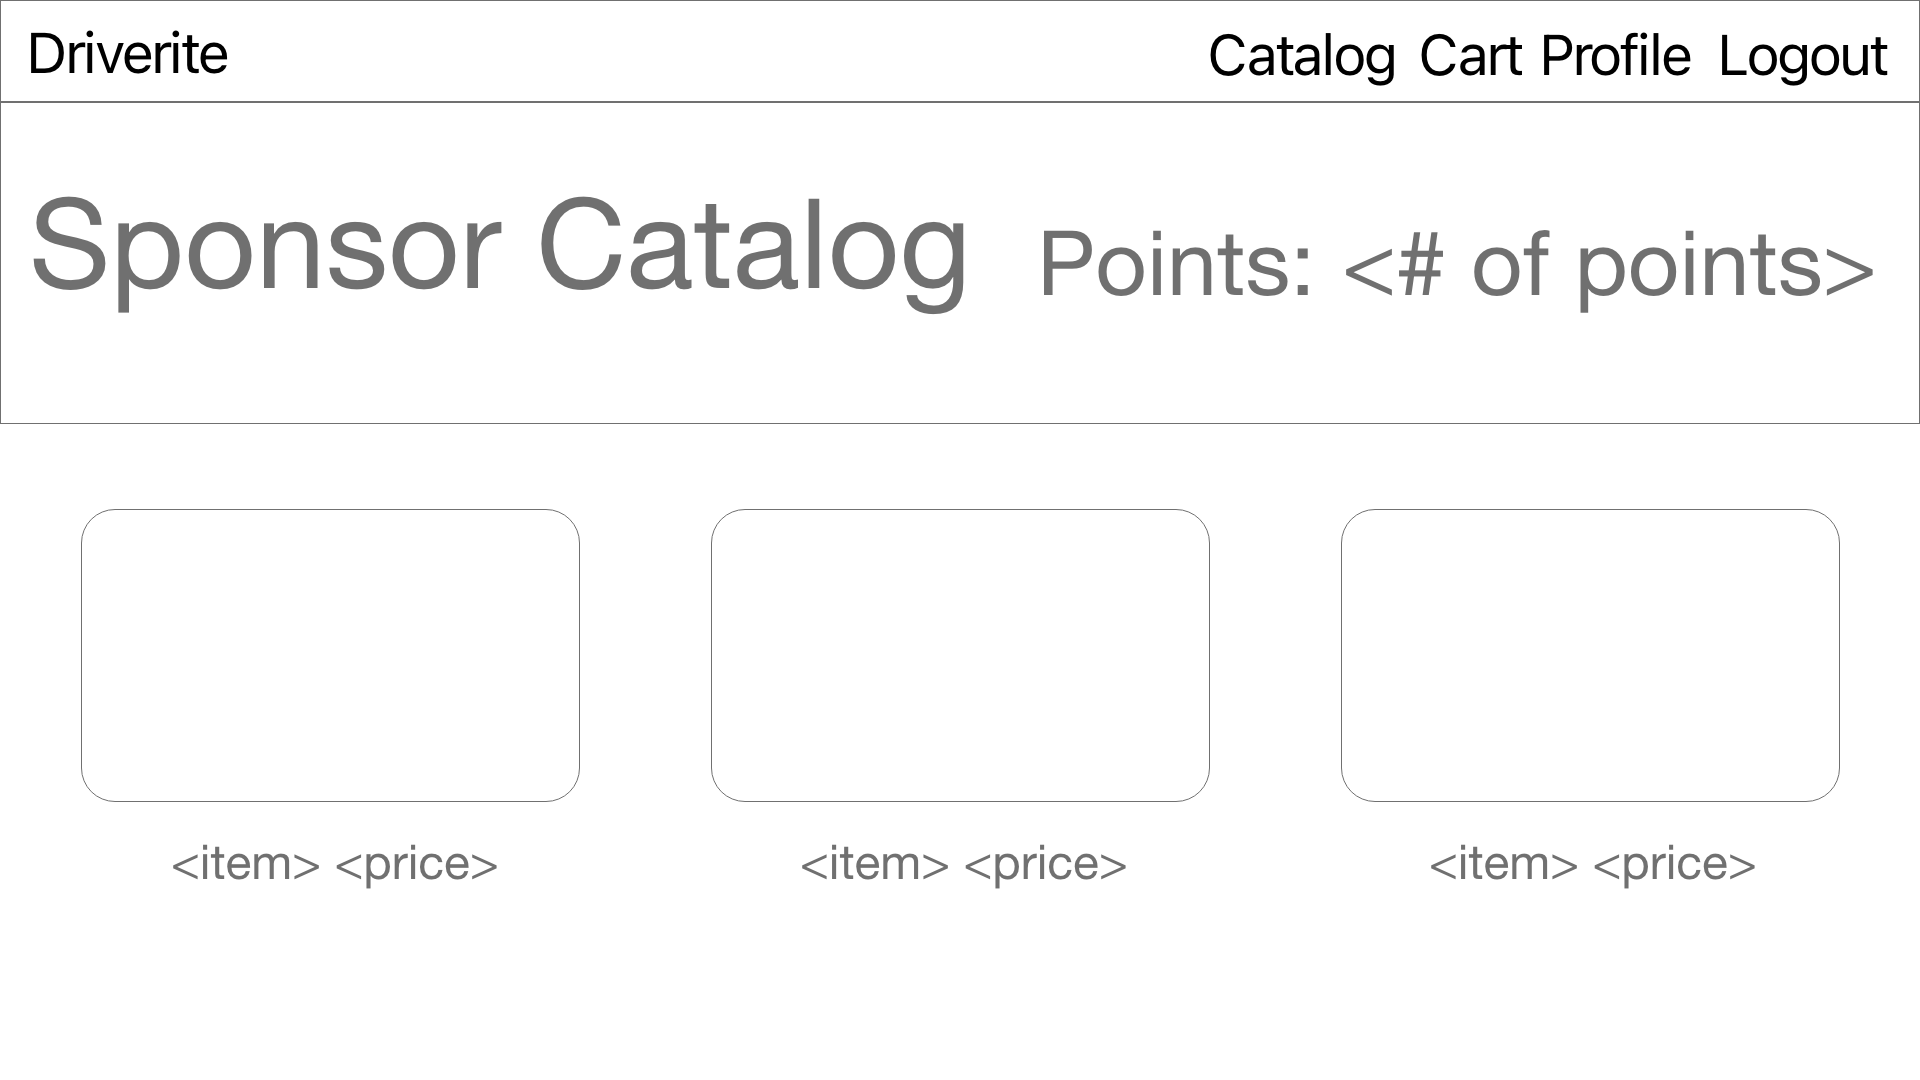 Driverite Catalog Cart Profile Logout
Sponsor Catalog Points: <# of points>
<item> <price> <item> <price> <item> <price>